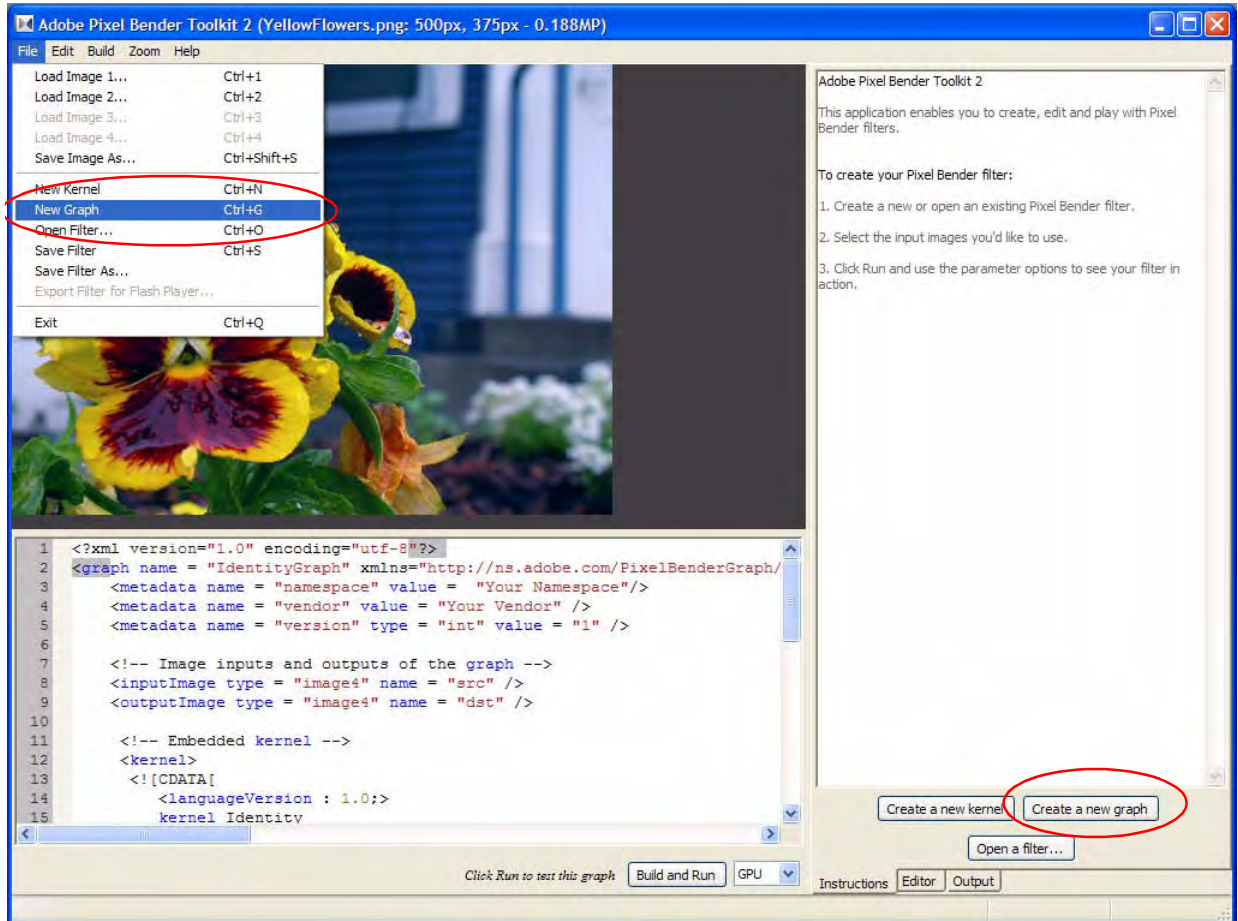 Adobe Pixel Bender Toolkit 2 (YellowFlowers.png: 500px, 375px - 0.188MP)
File Edit Build Zoom Help
Load Image 1... Ctrl+1
Load Image 2... Ctrl+2
Load Image 3... Ctrl+3
Load Image 4... Ctrl+4
Save Image As... Ctrl+Shift+S
New Kernel Ctrl+N
New Graph Ctrl+G
Open Filter... Ctrl+O
Save Filter Ctrl+S
Save Filter As...
Export Filter for Flash Player...
Exit Ctrl+Q
Adobe Pixel Bender Toolkit 2
This application enables you to create, edit and play with Pixel
Bender filters.
To create your Pixel Bender filter:
1. Create a new or open an existing Pixel Bender filter.
2. Select the input images you'd like to use.
3. Click Run and use the parameter options to see your filter in
action.
1 <?xml version="1.0" encoding="utf-8"?>
2 <graph name = "IdentityGraph" xmlns="http://ns.adobe.com/PixelBenderGraph/
3 <metadata name = "namespace" value = "Your Namespace"/>
4 <metadata name = "vendor" value = "Your Vendor" />
5 <metadata name = "version" type = "int" value = "1" />
6
7 <!-- Image inputs and outputs of the graph -->
8 <inputImage type = "image4" name = "src" />
9 <outputImage type = "image4" name = "dst" />
10
11 <!-- Embedded kernel -->
12 <kernel>
13 <![CDATA[
14 <languageVersion : 1.0;>
15 kernel Identity
Click Run to test this graph Build and Run GPU
Create a new kernel Create a new graph
Open a filter...
Instructions Editor Output